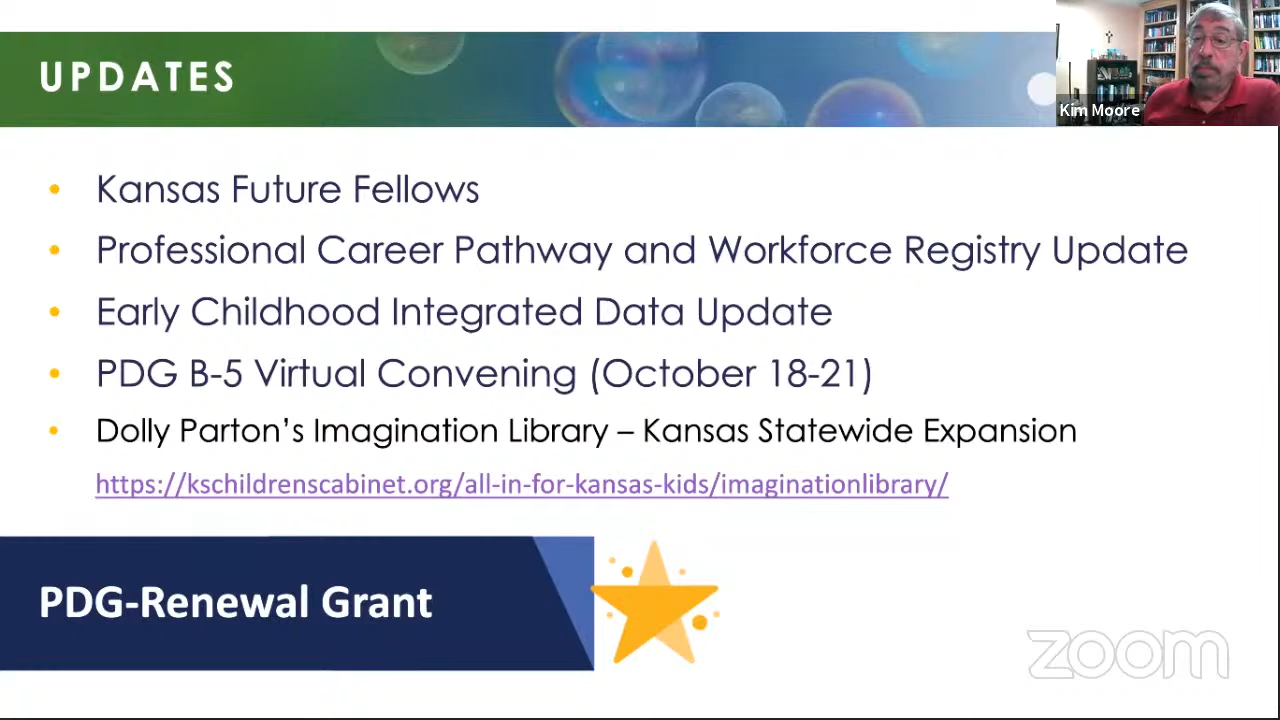 UPDATES
Kim Moore
• Kansas Future Fellows
• Professional Career Pathway and Workforce Registry Update
• Early Childhood Integrated Data Update
• PDG B-5 Virtual Convening (October 18-21)
• Dolly Parton’s Imagination Library – Kansas Statewide Expansion
https://kschildrenscabinet.org/all-in-for-kansas-kids/imaginationlibrary/
PDG-Renewal Grant
zoom